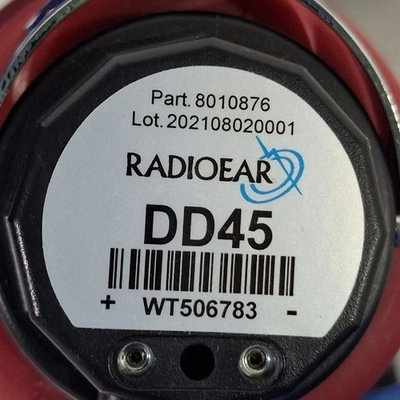 Part.8010876
Lot.202108020001
RADIOEAR
DD45
+ WT506783 -